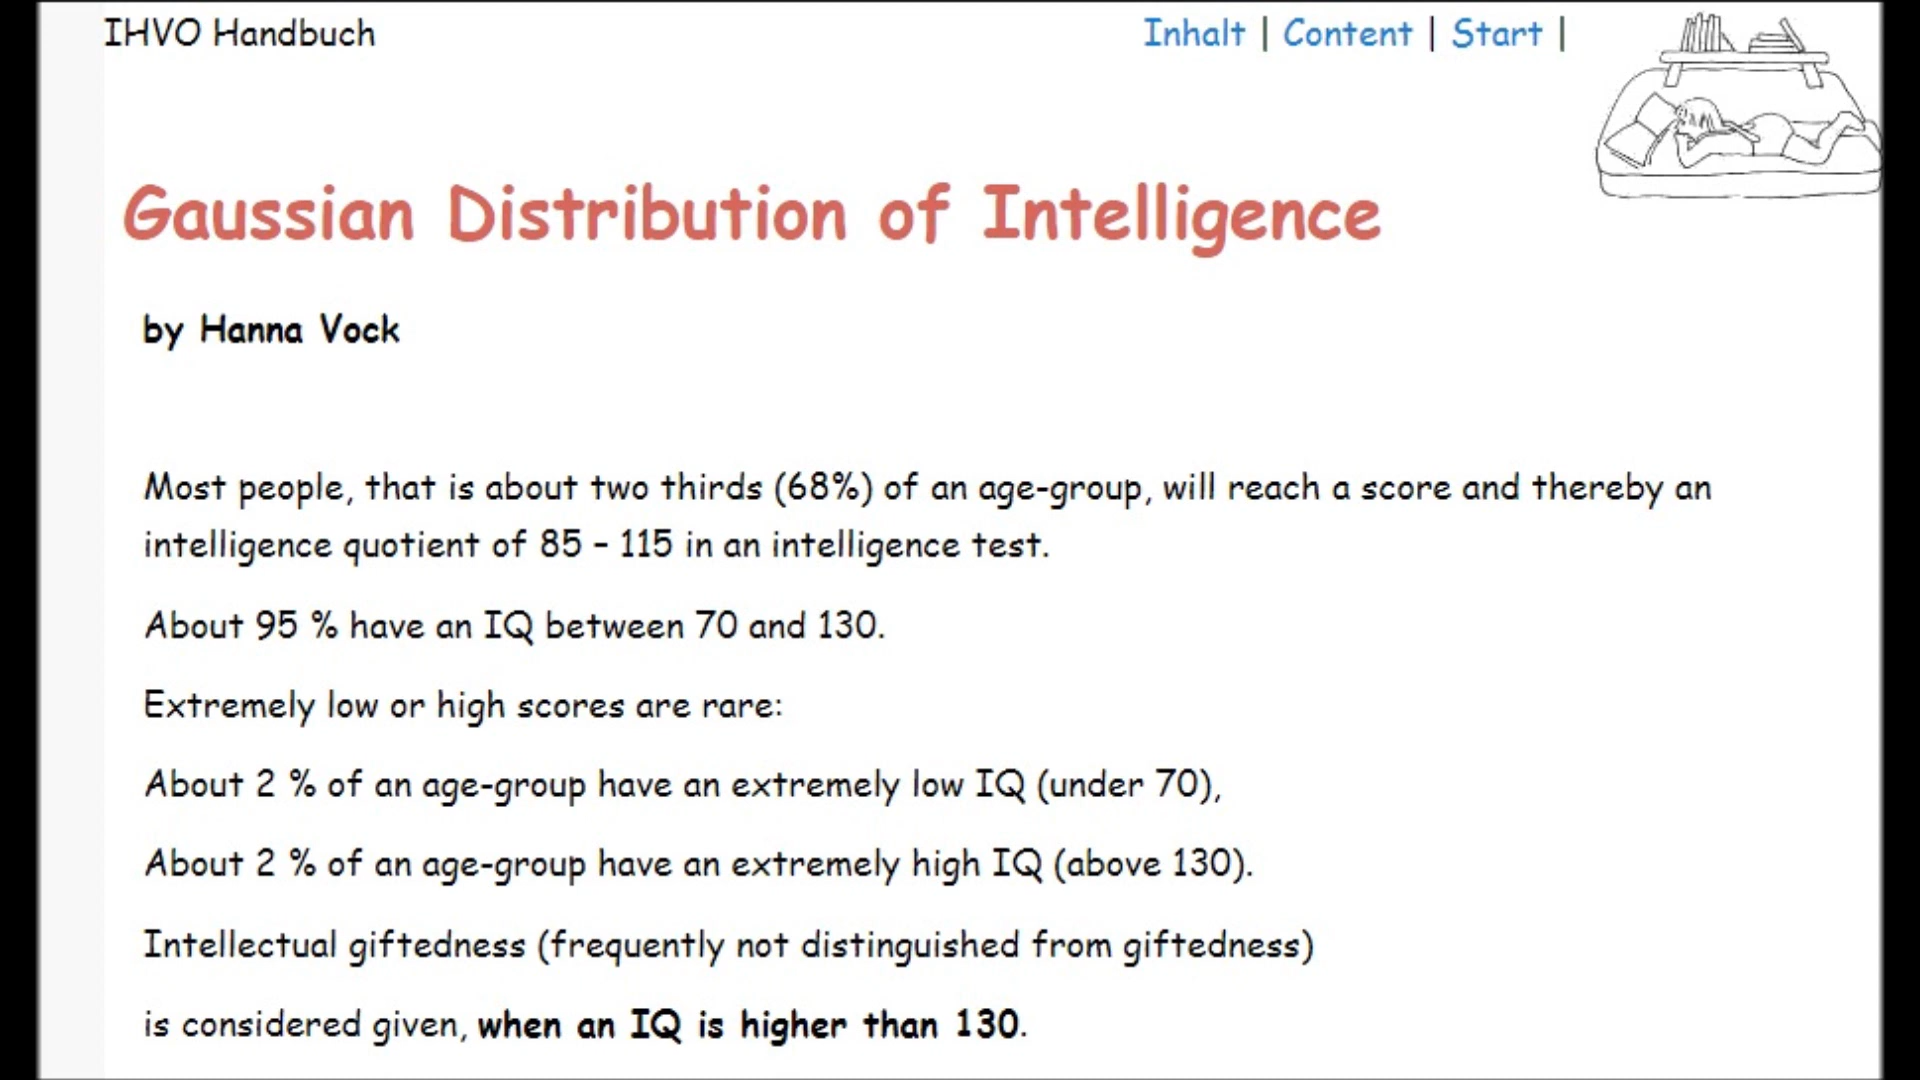 IHVO Handbuch
Inhalt | Content | Start |
Gaussian Distribution of Intelligence
by Hanna Vock
Most people, that is about two thirds (68%) of an age-group, will reach a score and thereby an
intelligence quotient of 85 – 115 in an intelligence test.
About 95 % have an IQ between 70 and 130.
Extremely low or high scores are rare:
About 2 % of an age-group have an extremely low IQ (under 70),
About 2 % of an age-group have an extremely high IQ (above 130).
Intellectual giftedness (frequently not distinguished from giftedness)
is considered given, when an IQ is higher than 130.